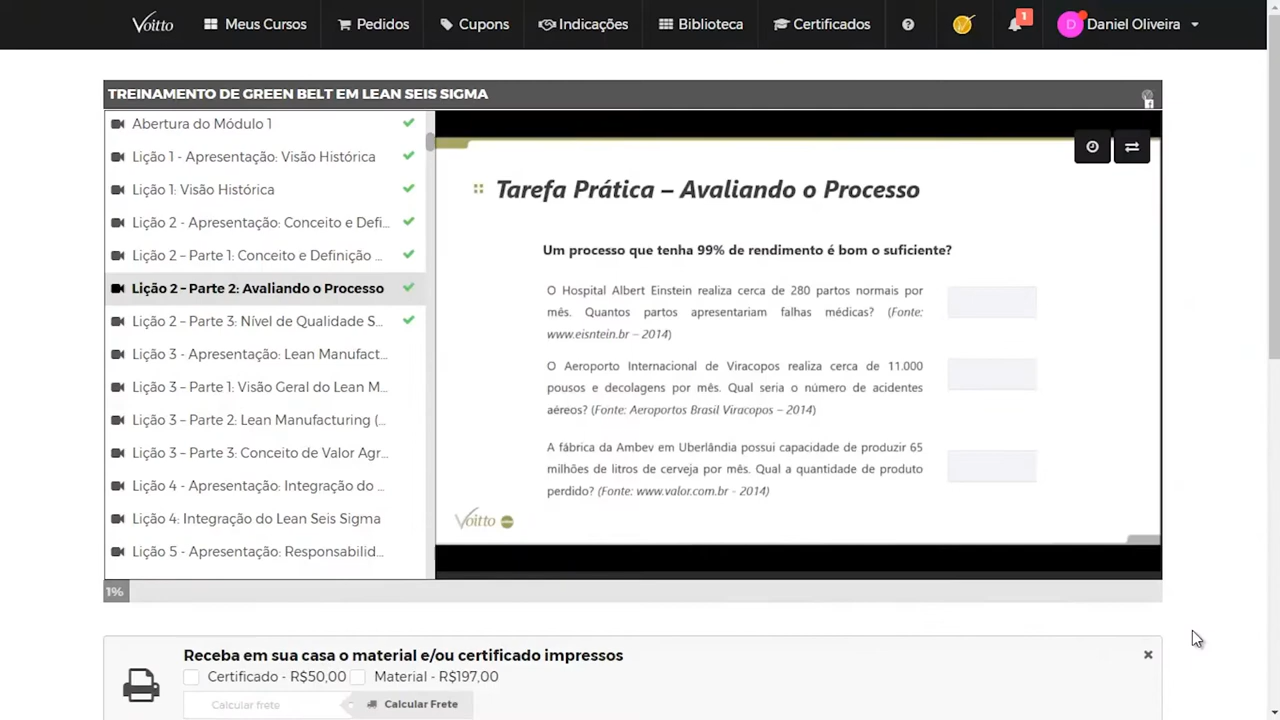 Voitto
Meus Cursos
Pedidos
Cupons
Indicações
Biblioteca
Certificados
1
D
Daniel Oliveira
TREINAMENTO DE GREEN BELT EM LEAN SEIS SIGMA
Abertura do Módulo 1
Lição 1 - Apresentação: Visão Histórica
Lição 1: Visão Histórica
Lição 2 - Apresentação: Conceito e Defi...
Lição 2 – Parte 1: Conceito e Definição ...
Lição 2 – Parte 2: Avaliando o Processo
Lição 2 – Parte 3: Nível de Qualidade S...
Lição 3 - Apresentação: Lean Manufact...
Lição 3 – Parte 1: Visão Geral do Lean M...
Lição 3 – Parte 2: Lean Manufacturing (...
Lição 3 – Parte 3: Conceito de Valor Agr...
Lição 4 - Apresentação: Integração do ...
Lição 4: Integração do Lean Seis Sigma
Lição 5 - Apresentação: Responsabilid...
Tarefa Prática – Avaliando o Processo
Um processo que tenha 99% de rendimento é bom o suficiente?
O Hospital Albert Einstein realiza cerca de 280 partos normais por
mês. Quantos partos apresentariam falhas médicas? (Fonte:
www.eisntein.br – 2014)
O Aeroporto Internacional de Viracopos realiza cerca de 11.000
pousos e decolagens por mês. Qual seria o número de acidentes
aéreos? (Fonte: Aeroportos Brasil Viracopos – 2014)
A fábrica da Ambev em Uberlândia possui capacidade de produzir 65
milhões de litros de cerveja por mês. Qual a quantidade de produto
perdido? (Fonte: www.valor.com.br - 2014)
Voitto
1%
Receba em sua casa o material e/ou certificado impressos
Certificado - R$50,00
Material - R$197,00
Calcular frete
Calcular Frete